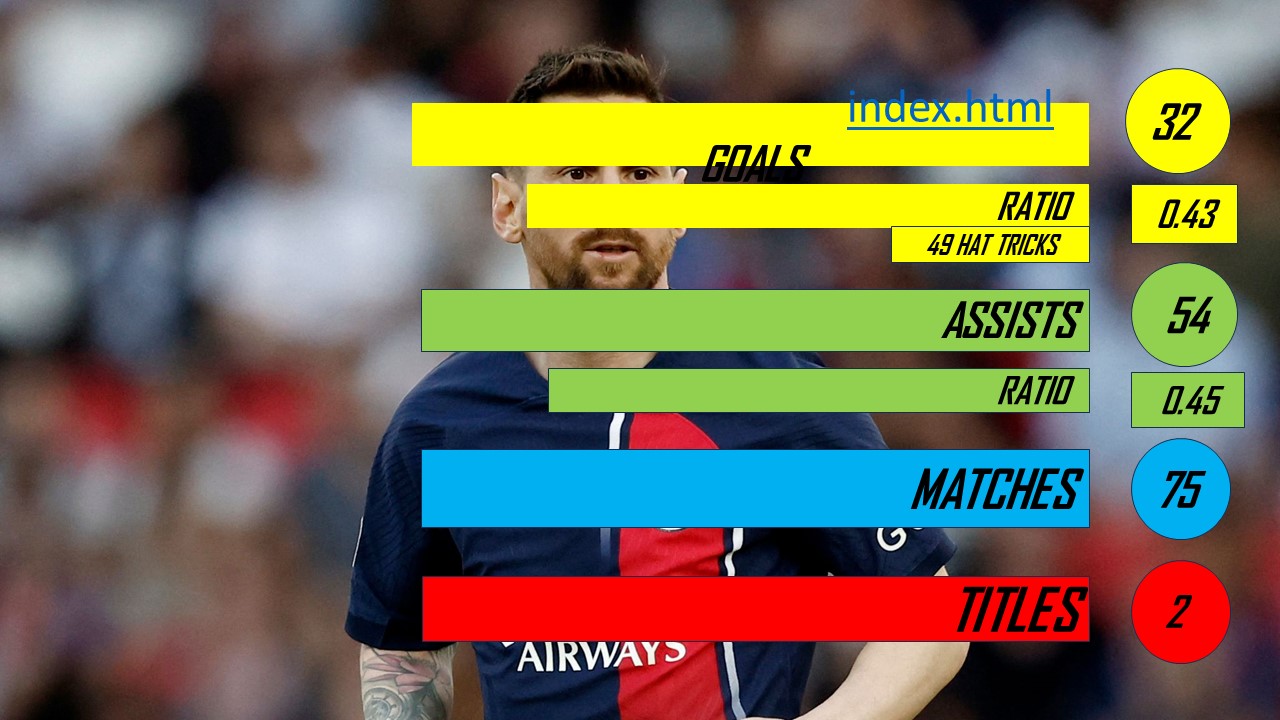 index.html
32
GOALS
RATIO
0.43
49 HAT TRICKS
ASSISTS
54
RATIO
0.45
MATCHES
75
G
TITLES
2
AIRWAYS